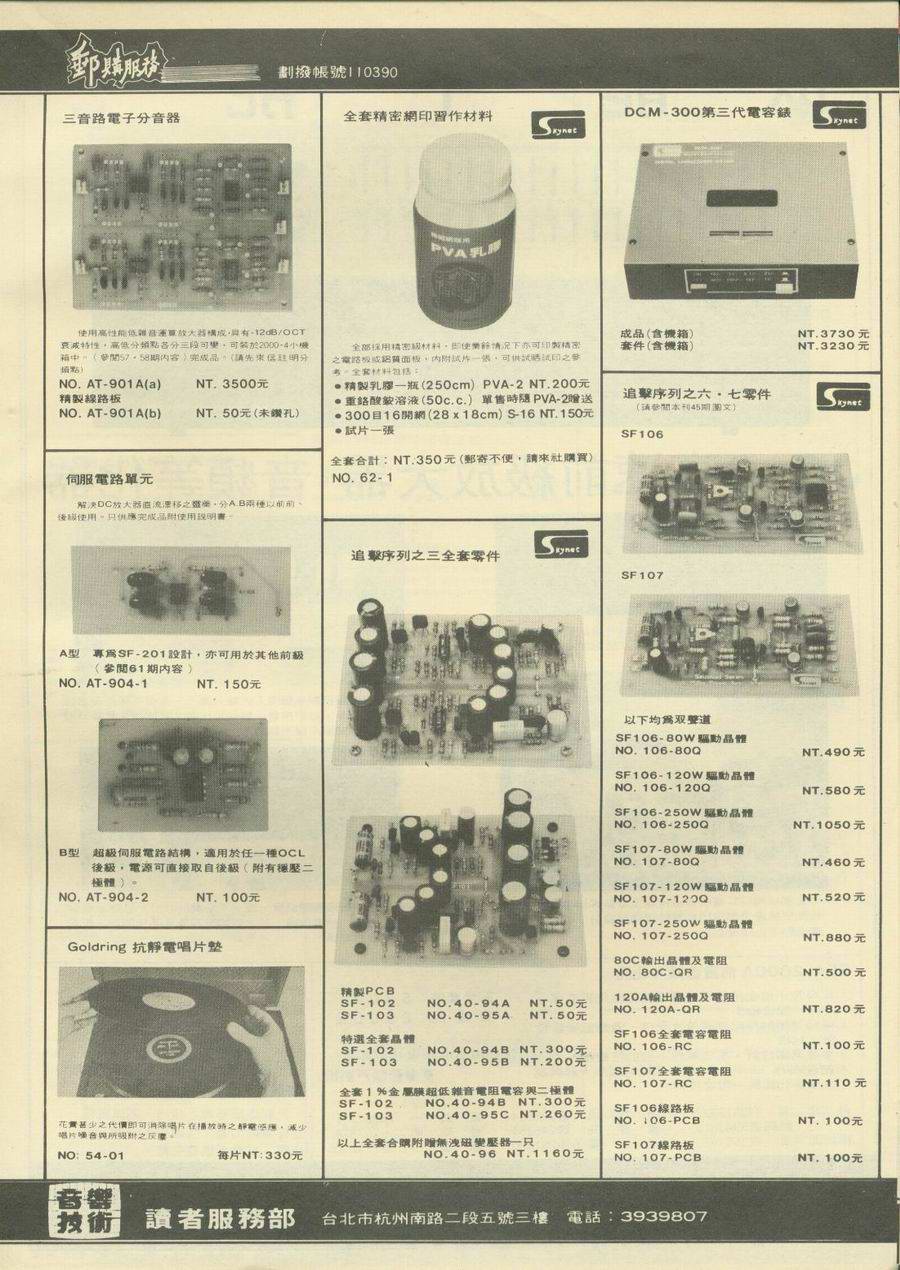 郵購服務
劃撥帳號110390
三音路電子分音器
使用高性能低雜音運算放大器構成,具有-12dB/OCT
衰減特性,高低分頻點各分三段可變,可裝於2000-4小機
箱中。(參閱57,58期內容)完成品。(請先來信註明分
頻點)
NO. AT-901A(a) NT. 3500元
精製線路板
NO. AT-901A(b) NT. 50元(未鑽孔)
伺服電路單元
解決DC放大器直流漂移之靈藥,分A.B兩種以前前、
後級使用。只供應完成品附使用說明書。
A型 專為SF-201設計,亦可用於其他前級
(參閱61期內容)
NO. AT-904-1 NT. 150元
B型 超級伺服電路結構,適用於任一種OCL
後級,電源可直接取自後級(附有穩壓二
極體)。
NO. AT-904-2 NT. 100元
Goldring 抗靜電唱片墊
花費甚少之代價即可消除唱片在播放時之靜電感應,減少
唱片噪音與所吸附之灰塵。
NO: 54-01 每片NT:330元
全套精密網印習作材料
Skynet
PVA乳膠
全部採用精密級材料,即使業餘情況下亦可印製精密
之電路板或鋁質面板,內附試片一張,可供試晒試印之參
考。全套材料包括:
●精製乳膠一瓶(250cm) PVA-2 NT.200元
●重鉻酸銨溶液(50c.c.) 單售時隨PVA-2贈送
●300目16開網(28 x 18cm) S-16 NT.150元
●試片一張
全套合計:NT.350元(郵寄不便,請來社購買)
NO. 62-1
追擊序列之三全套零件
Skynet
精製PCB
SF-102 NO.40-94A NT.50元
SF-103 NO.40-95A NT.50元
特選全套晶體
SF-102 NO.40-94B NT.300元
SF-103 NO.40-95B NT.200元
全套1%金屬膜超低雜音電阻電容與二極體
SF-102 NO.40-94B NT.300元
SF-103 NO.40-95C NT.260元
以上全套合購附贈無洩磁變壓器一只
NO.40-96 NT.1160元
DCM-300第三代電容錶
Skynet
成品(含機箱) NT.3730元
套件(含機箱) NT.3230元
追擊序列之六・七零件
(請參閱本刊45期圖文)
Skynet
SF106
SF107
以下均為双聲道
SF106-80W驅動晶體
NO. 106-80Q NT.490元
SF106-120W驅動晶體
NO. 106-120Q NT.580元
SF106-250W驅動晶體
NO. 106-250Q NT.1050元
SF107-80W驅動晶體
NO. 107-80Q NT.460元
SF107-120W驅動晶體
NO. 107-120Q NT.520元
SF107-250W驅動晶體
NO. 107-250Q NT.880元
80C輸出晶體及電阻
NO. 80C-QR NT.500元
120A輸出晶體及電阻
NO. 120A-QR NT.820元
SF106全套電容電阻
NO. 106-RC NT.100元
SF107全套電容電阻
NO. 107-RC NT.110元
SF106線路板
NO. 106-PCB NT. 100元
SF107線路板
NO. 107-PCB NT. 100元
音響技術
讀者服務部
台北市杭州南路二段五號三樓 電話:3939807